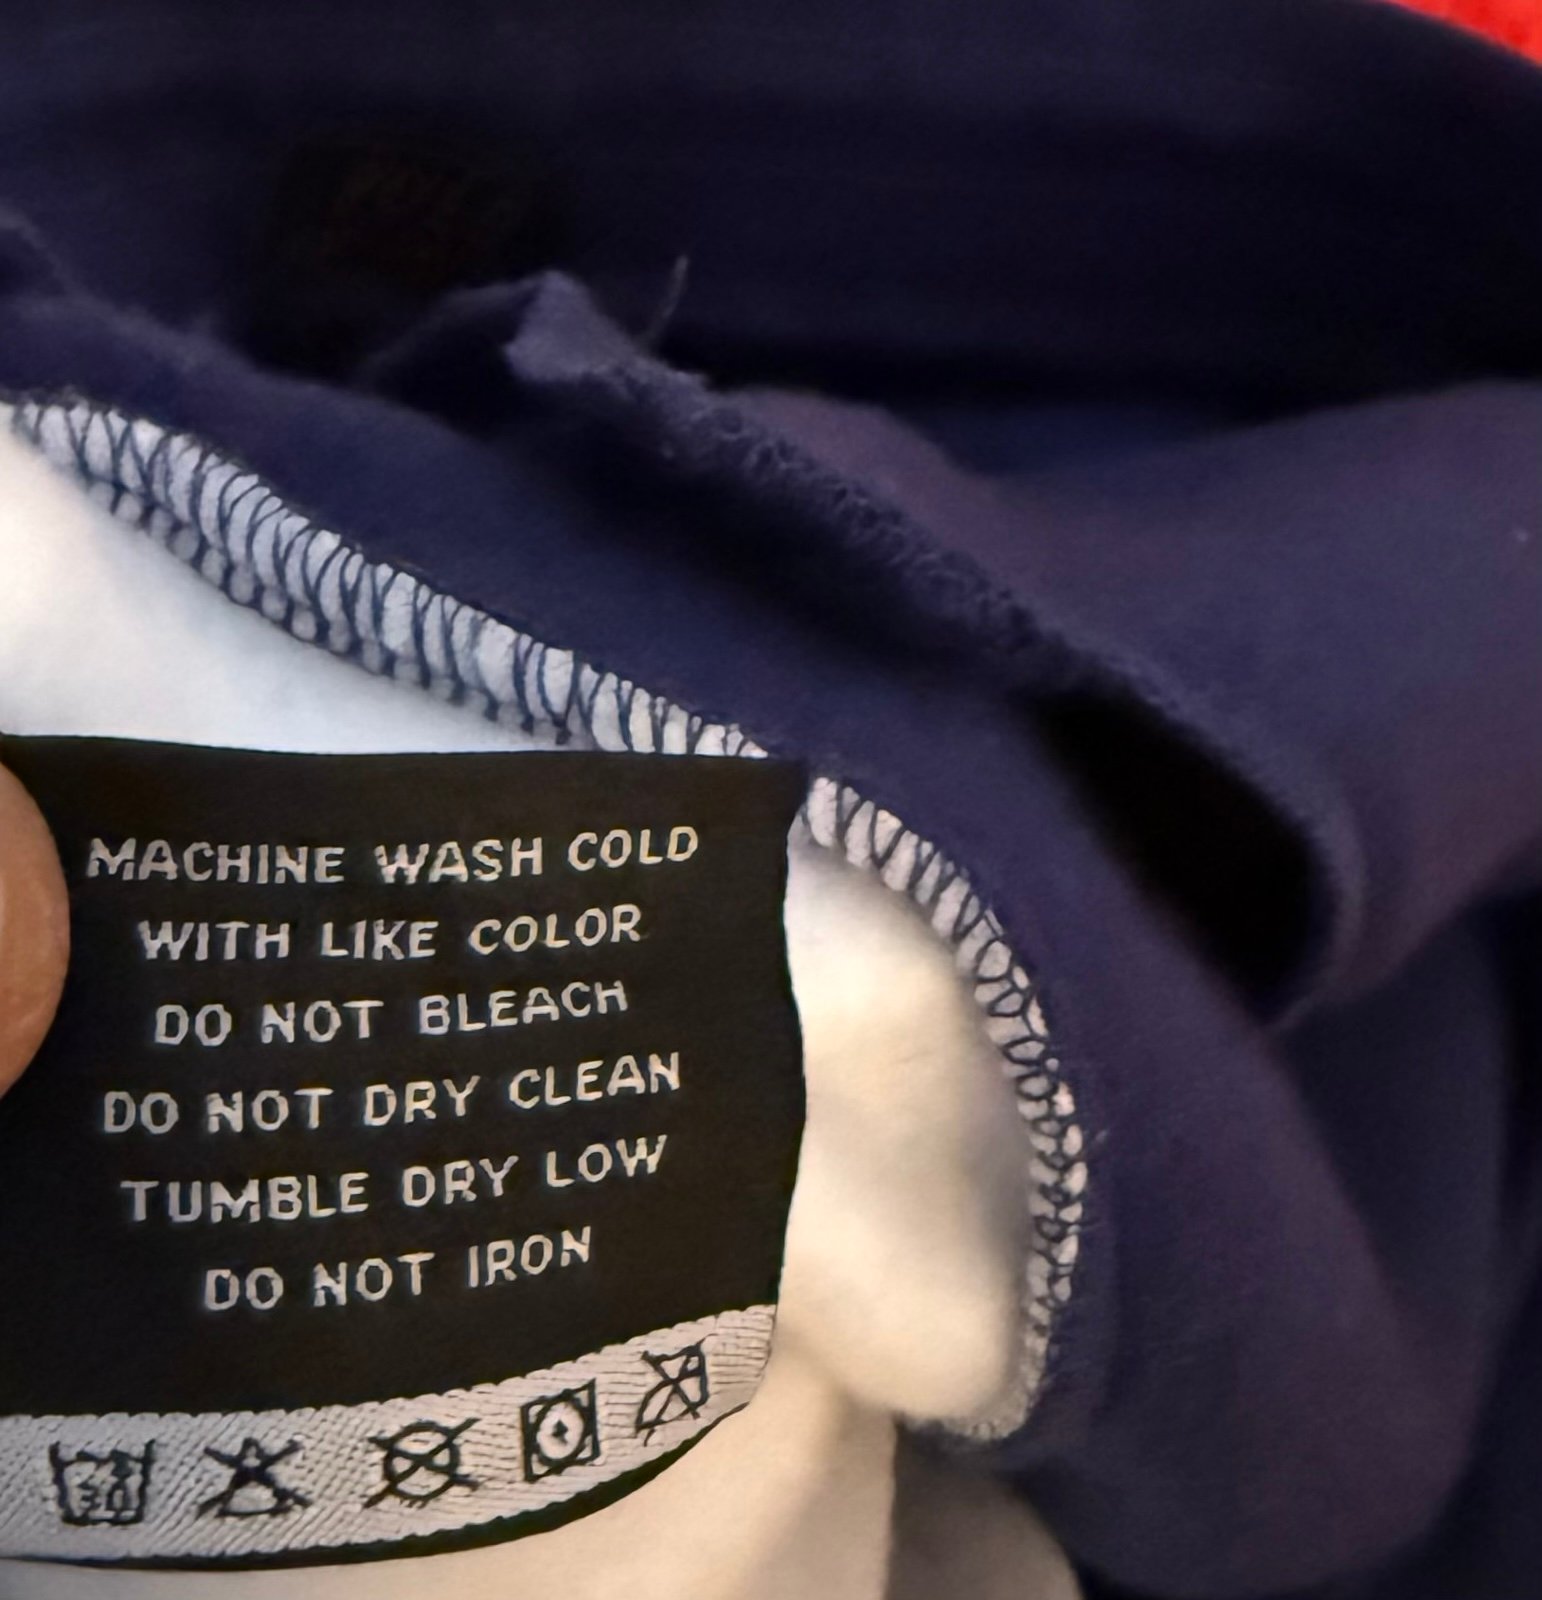 MACHINE WASH COLD
WITH LIKE COLOR
DO NOT BLEACH
DO NOT DRY CLEAN
TUMBLE DRY LOW
DO NOT IRON
30